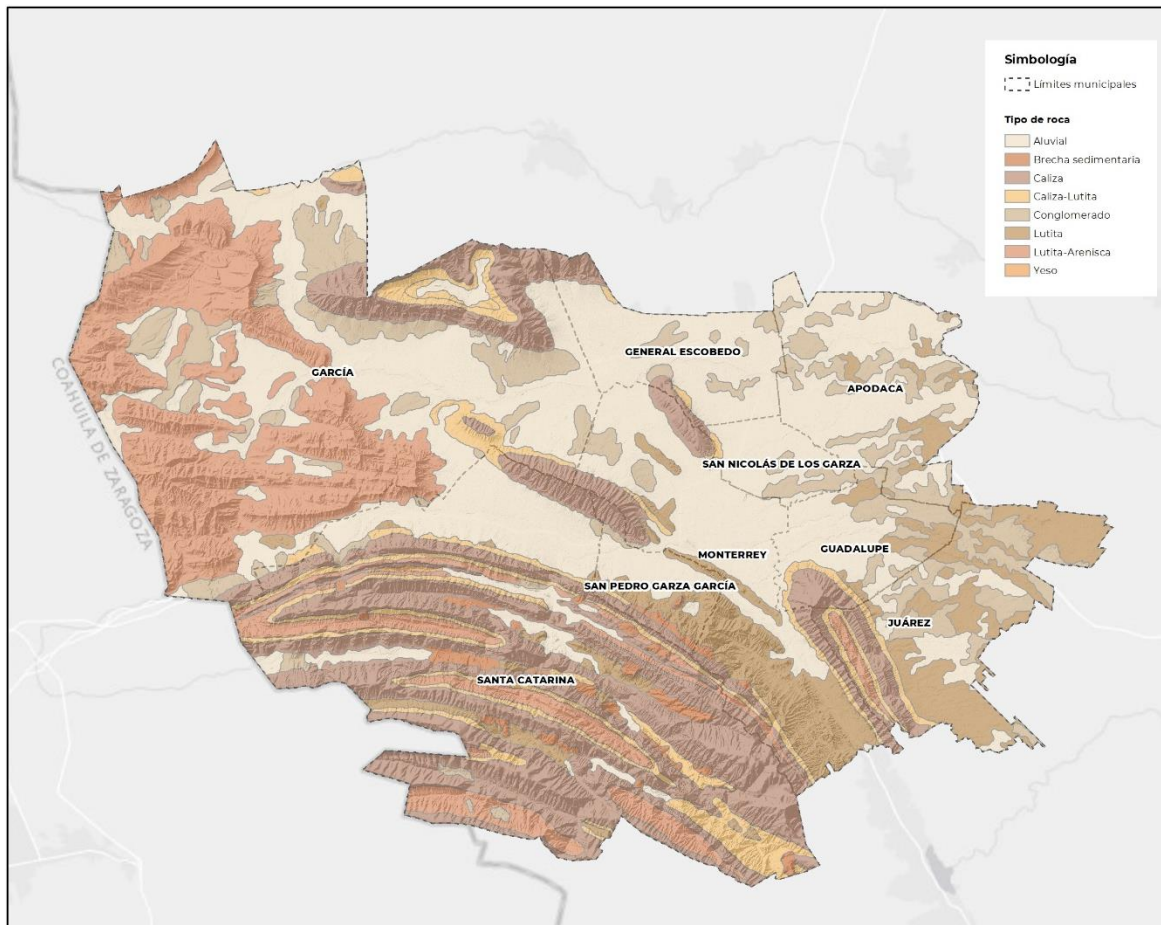 Simbología
Límites municipales
Tipo de roca
Aluvial
Brecha sedimentaria
Caliza
Caliza-Lutita
Conglomerado
Lutita
Lutita-Arenisca
Yeso
GENERAL ESCOBEDO
GARCÍA
APODACA
COAHUILA DE ZARAGOZA
SAN NICOLÁS DE LOS GARZA
MONTERREY
GUADALUPE
SAN PEDRO GARZA GARCÍA
JUÁREZ
SANTA CATARINA